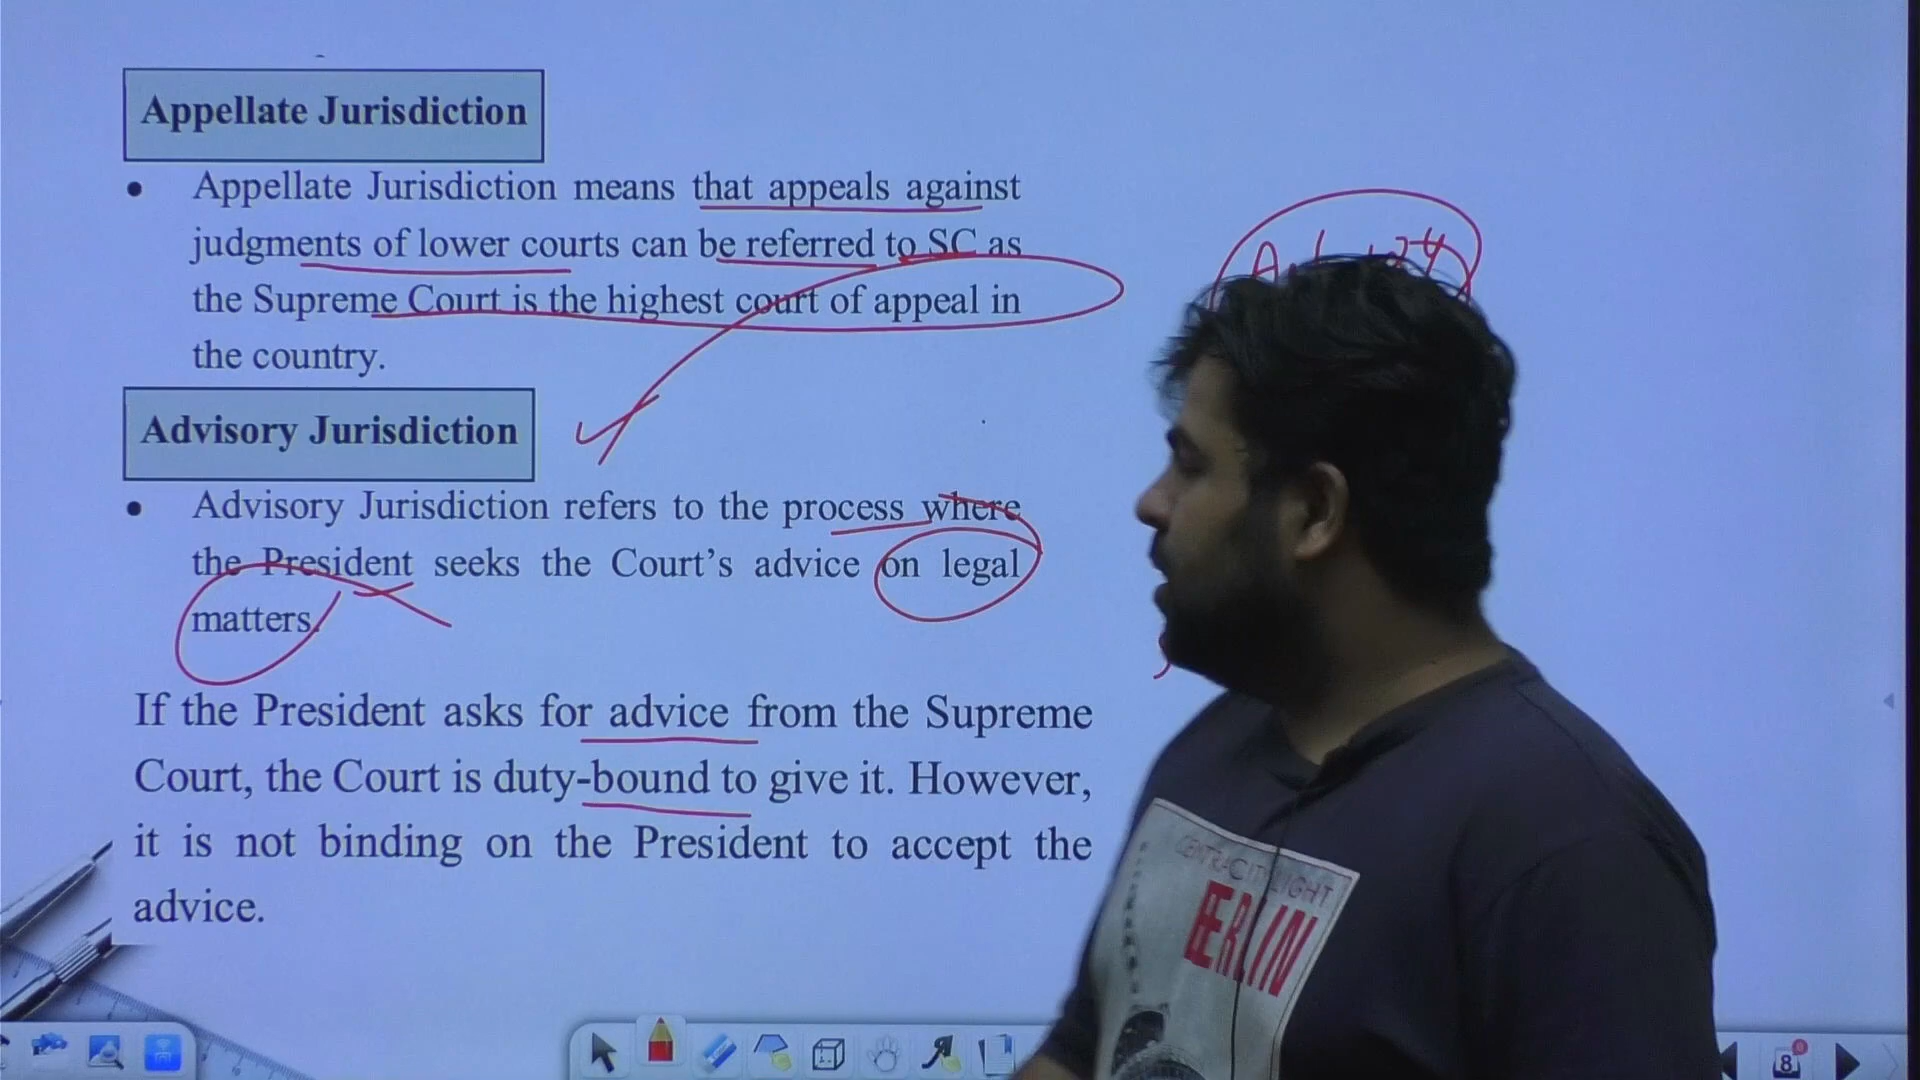 Appellate Jurisdiction
• Appellate Jurisdiction means that appeals against
judgments of lower courts can be referred to SC as
the Supreme Court is the highest court of appeal in
the country.
Advisory Jurisdiction
• Advisory Jurisdiction refers to the process where
the President seeks the Court's advice on legal
matters.
If the President asks for advice from the Supreme
Court, the Court is duty-bound to give it. However,
it is not binding on the President to accept the
advice.
BERLIN
8